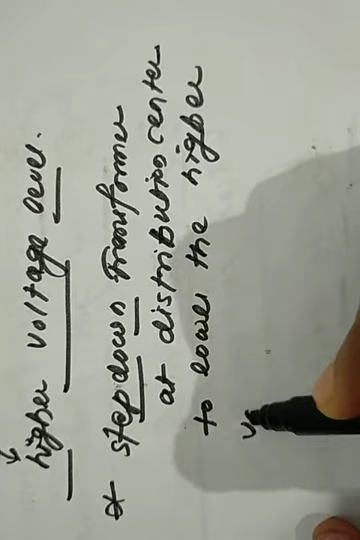 higher voltage level.
* stepdown Transformer
at distribution center
to lower the higher
v